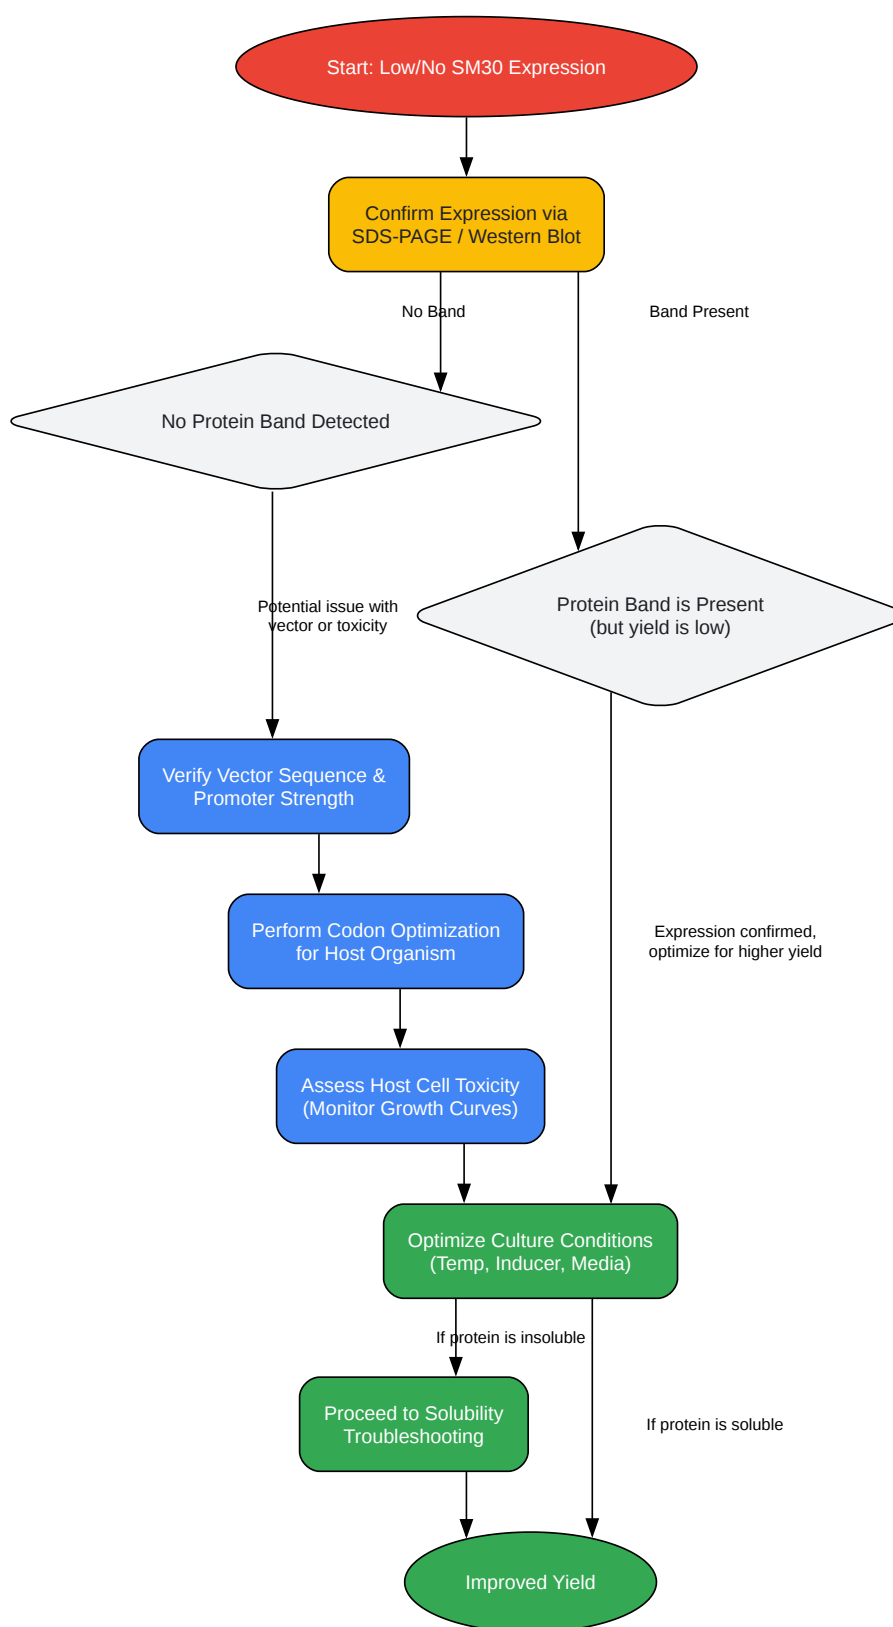 Start: Low/No SM30 Expression
Confirm Expression via
SDS-PAGE / Western Blot
No Band
Band Present
No Protein Band Detected
Protein Band is Present
(but yield is low)
Potential issue with
vector or toxicity
Verify Vector Sequence &
Promoter Strength
Perform Codon Optimization
for Host Organism
Expression confirmed,
optimize for higher yield
Assess Host Cell Toxicity
(Monitor Growth Curves)
Optimize Culture Conditions
(Temp, Inducer, Media)
If protein is insoluble
Proceed to Solubility
Troubleshooting
If protein is soluble
Improved Yield